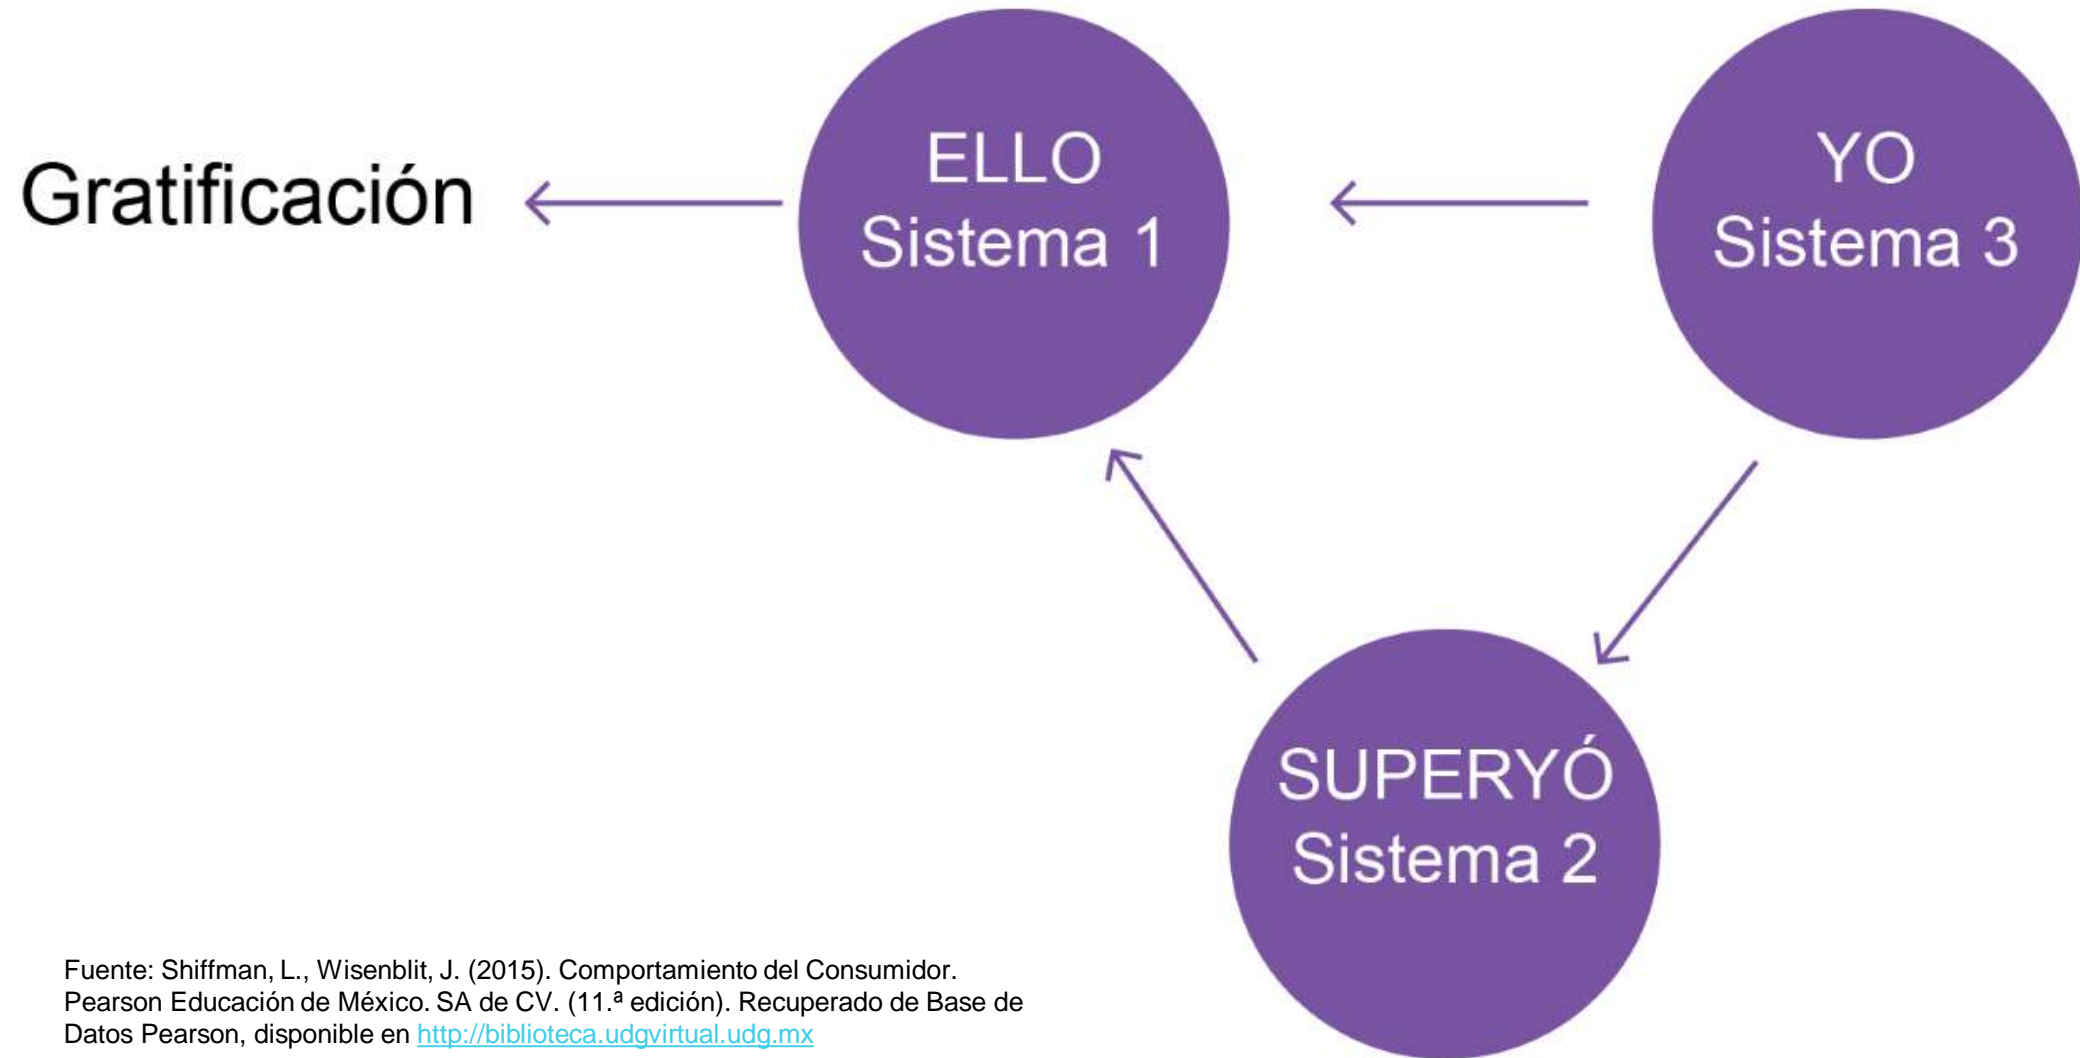 Gratificación
ELLO
Sistema 1
YO
Sistema 3
SUPERYÓ
Sistema 2
Fuente: Shiffman, L., Wisenblit, J. (2015). Comportamiento del Consumidor.
Pearson Educación de México. SA de CV. (11.ª edición). Recuperado de Base de
Datos Pearson, disponible en http://biblioteca.udgvirtual.udg.mx